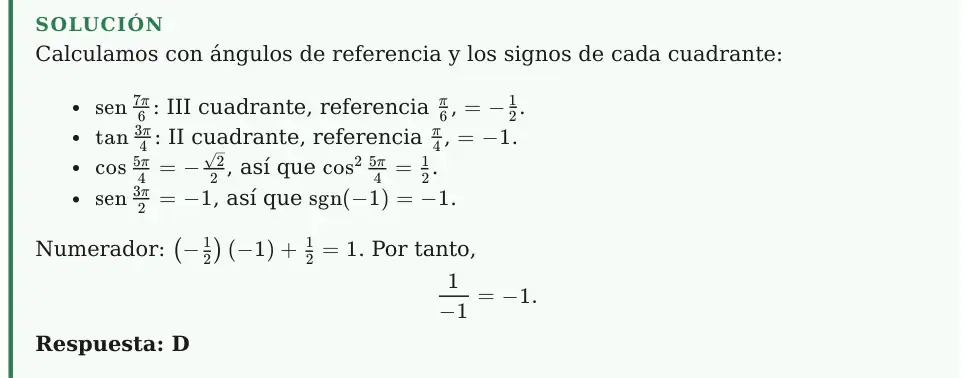 SOLUCIÓN
Calculamos con ángulos de referencia y los signos de cada cuadrante:
• sen 7π/6: III cuadrante, referencia π/6, = −1/2.
• tan 3π/4: II cuadrante, referencia π/4, = −1.
• cos 5π/4 = −√2/2, así que cos² 5π/4 = 1/2.
• sen 3π/2 = −1, así que sgn(−1) = −1.
Numerador: (−1/2)(−1) + 1/2 = 1. Por tanto,
1/−1 = −1.
Respuesta: D